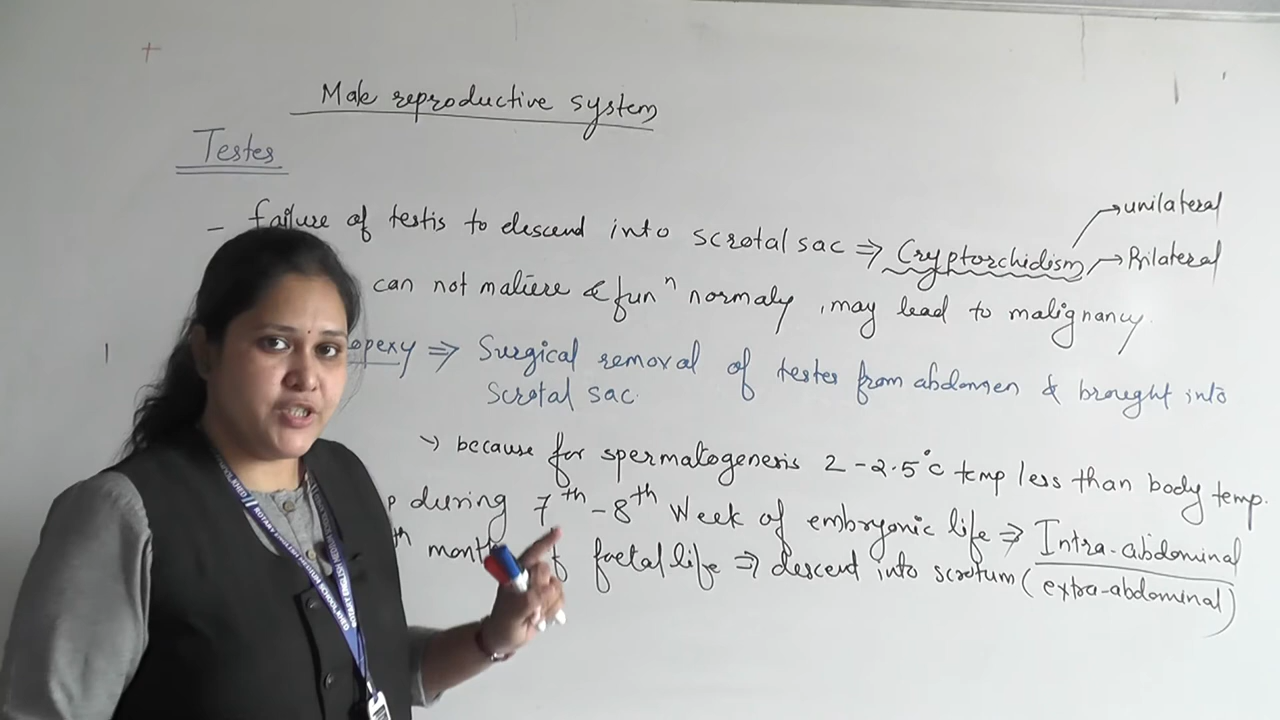 Male reproductive system
Testes
- failure of testis to descend into scrotal sac ⇒ Cryptorchidism
unilateral
Bilateral
can not mature & funⁿ normaly, may lead to malignancy.
opexy ⇒ Surgical removal of testes from abdomen & brought into
scrotal sac.
→ because for spermatogenesis 2-2.5°c temp less than body temp.
p during 7th - 8th Week of embryonic life ⇒ Intra-abdominal
th month of foetal life ⇒ descent into scrotum (extra-abdominal)